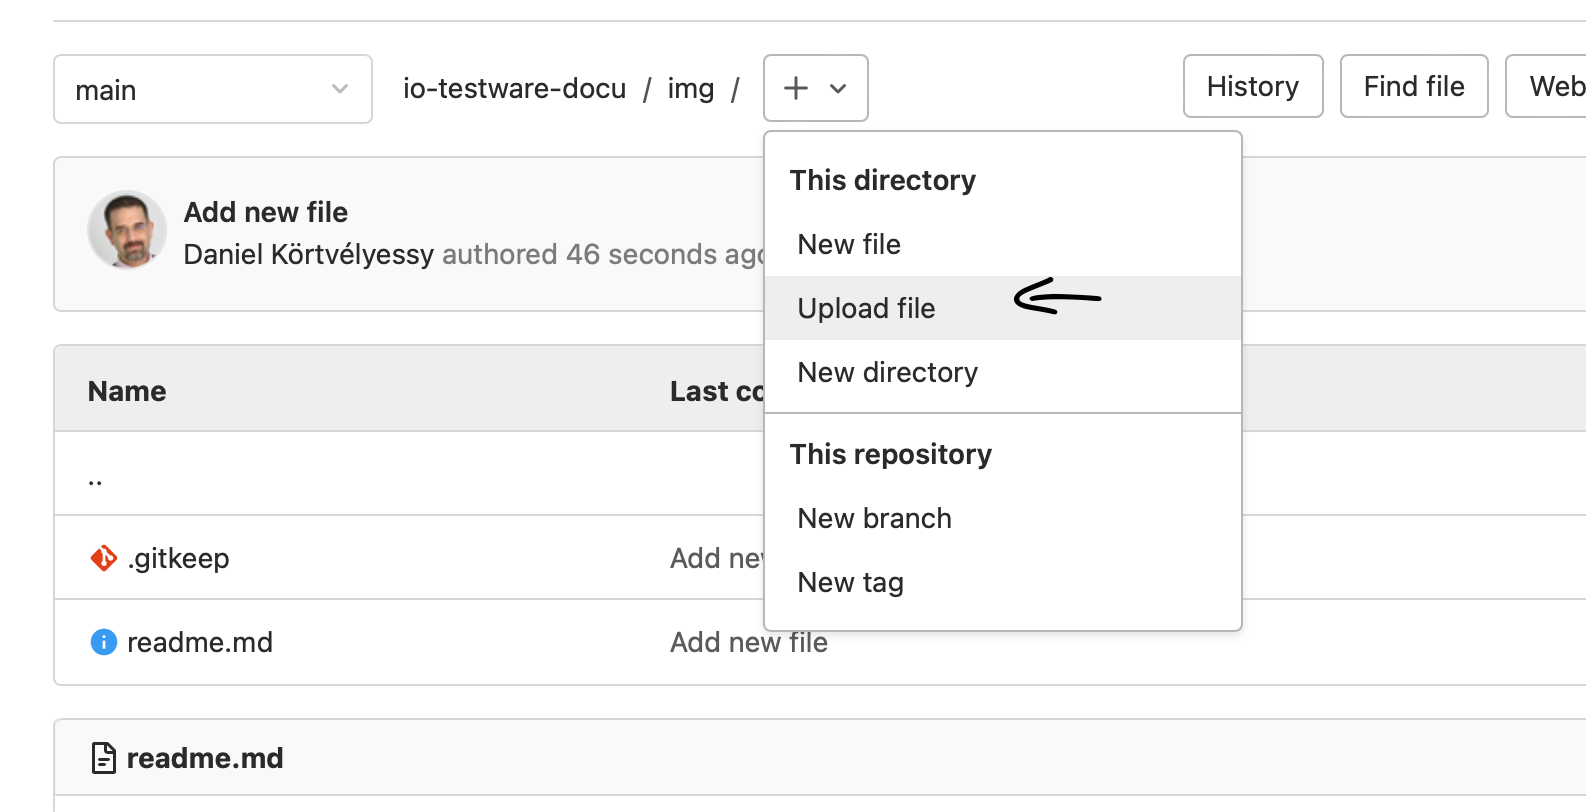 main
io-testware-docu / img /
History
Find file
Web
This directory
New file
Upload file
New directory
This repository
New branch
New tag
Add new file
Daniel Körtvélyessy authored 46 seconds ago
Name
Last co
..
.gitkeep
Add new
readme.md
Add new file
readme.md